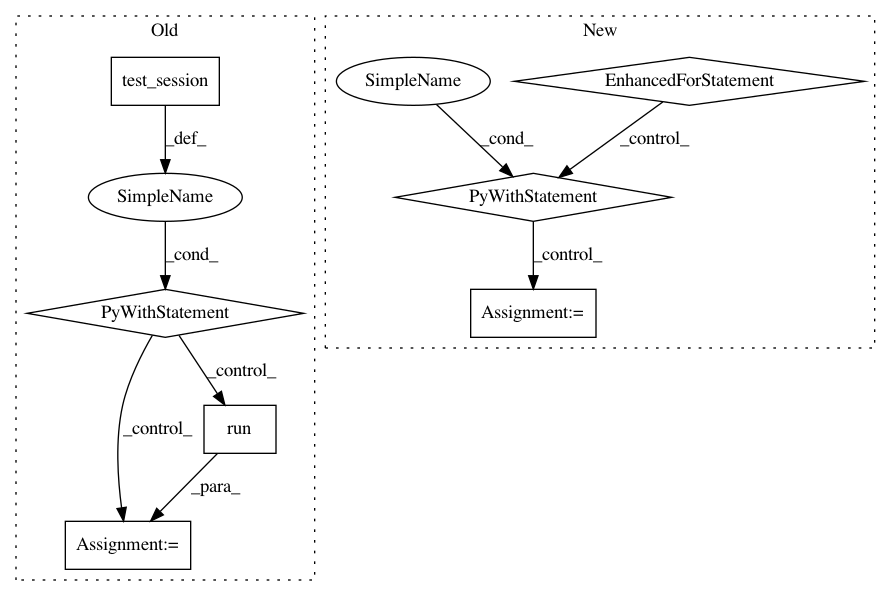 Old
test_session
_def_
SimpleName
_cond_
PyWithStatement
_control_
_control_
run
_para_
Assignment:=
New
SimpleName
EnhancedForStatement
_cond_
_control_
PyWithStatement
_control_
Assignment:=